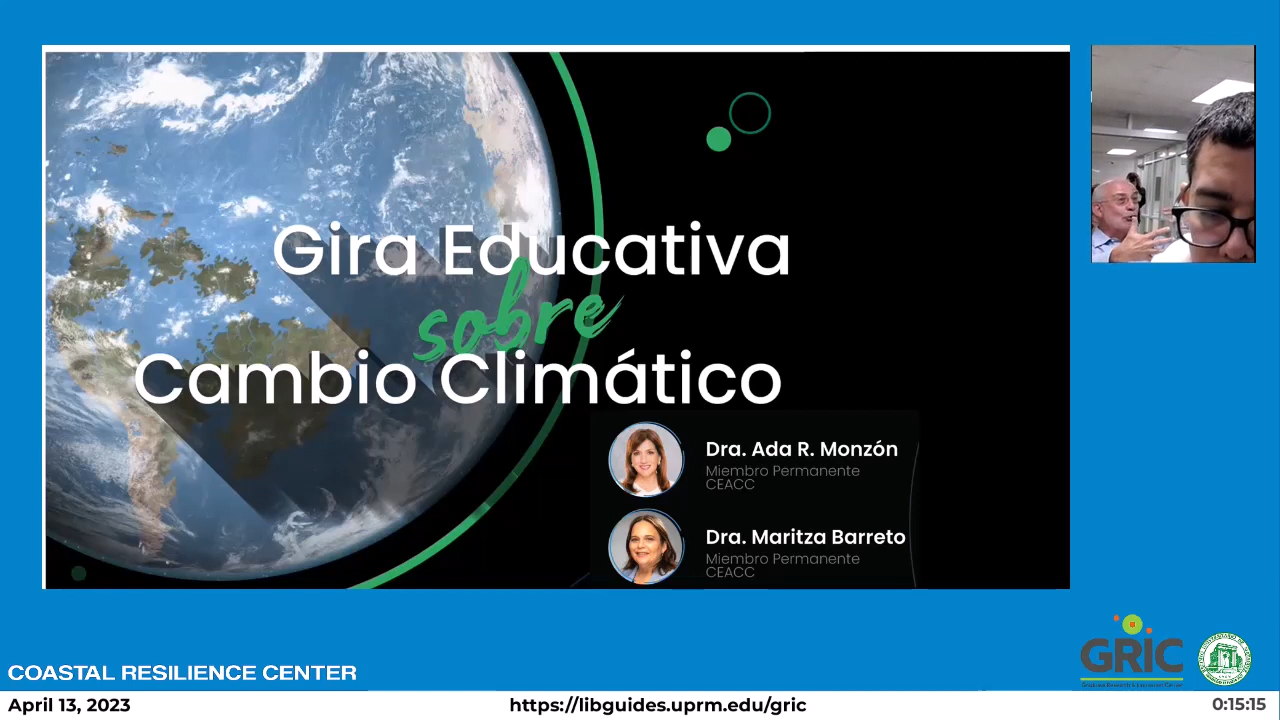 Gira Educativa
sobre
Cambio Climático
Dra. Ada R. Monzón
Miembro Permanente
CEACC
Dra. Maritza Barreto
Miembro Permanente
CEACC
GRIC
COASTAL RESILIENCE CENTER
April 13, 2023
https://libguides.uprm.edu/gric
0:15:15